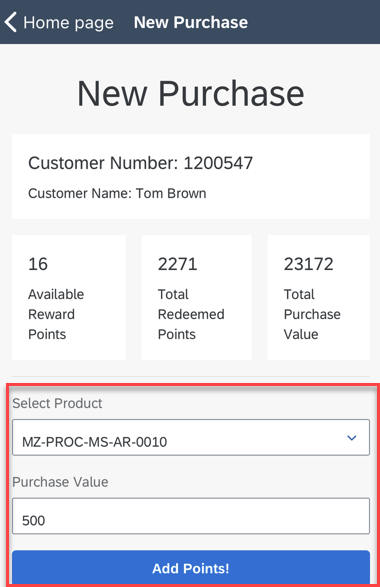 Home page New Purchase
New Purchase
Customer Number: 1200547
Customer Name: Tom Brown
16
Available
Reward
Points
2271
Total
Redeemed
Points
23172
Total
Purchase
Value
Select Product
MZ-PROC-MS-AR-0010
Purchase Value
500
Add Points!